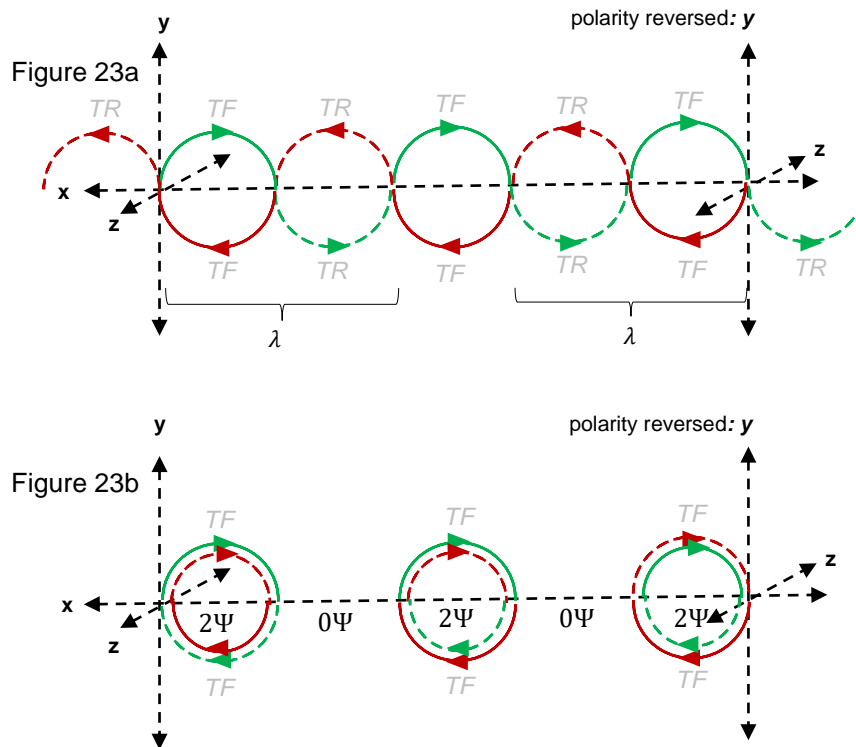 polarity reversed: y
y
Figure 23a
TR TF TR TF TR TF
z
x
z
TF TR TF TR TF TR
λ λ
y
polarity reversed: y
Figure 23b
TF TF TF
z
x
2Ψ 0Ψ 2Ψ 0Ψ 2Ψ
z
TF TF TF